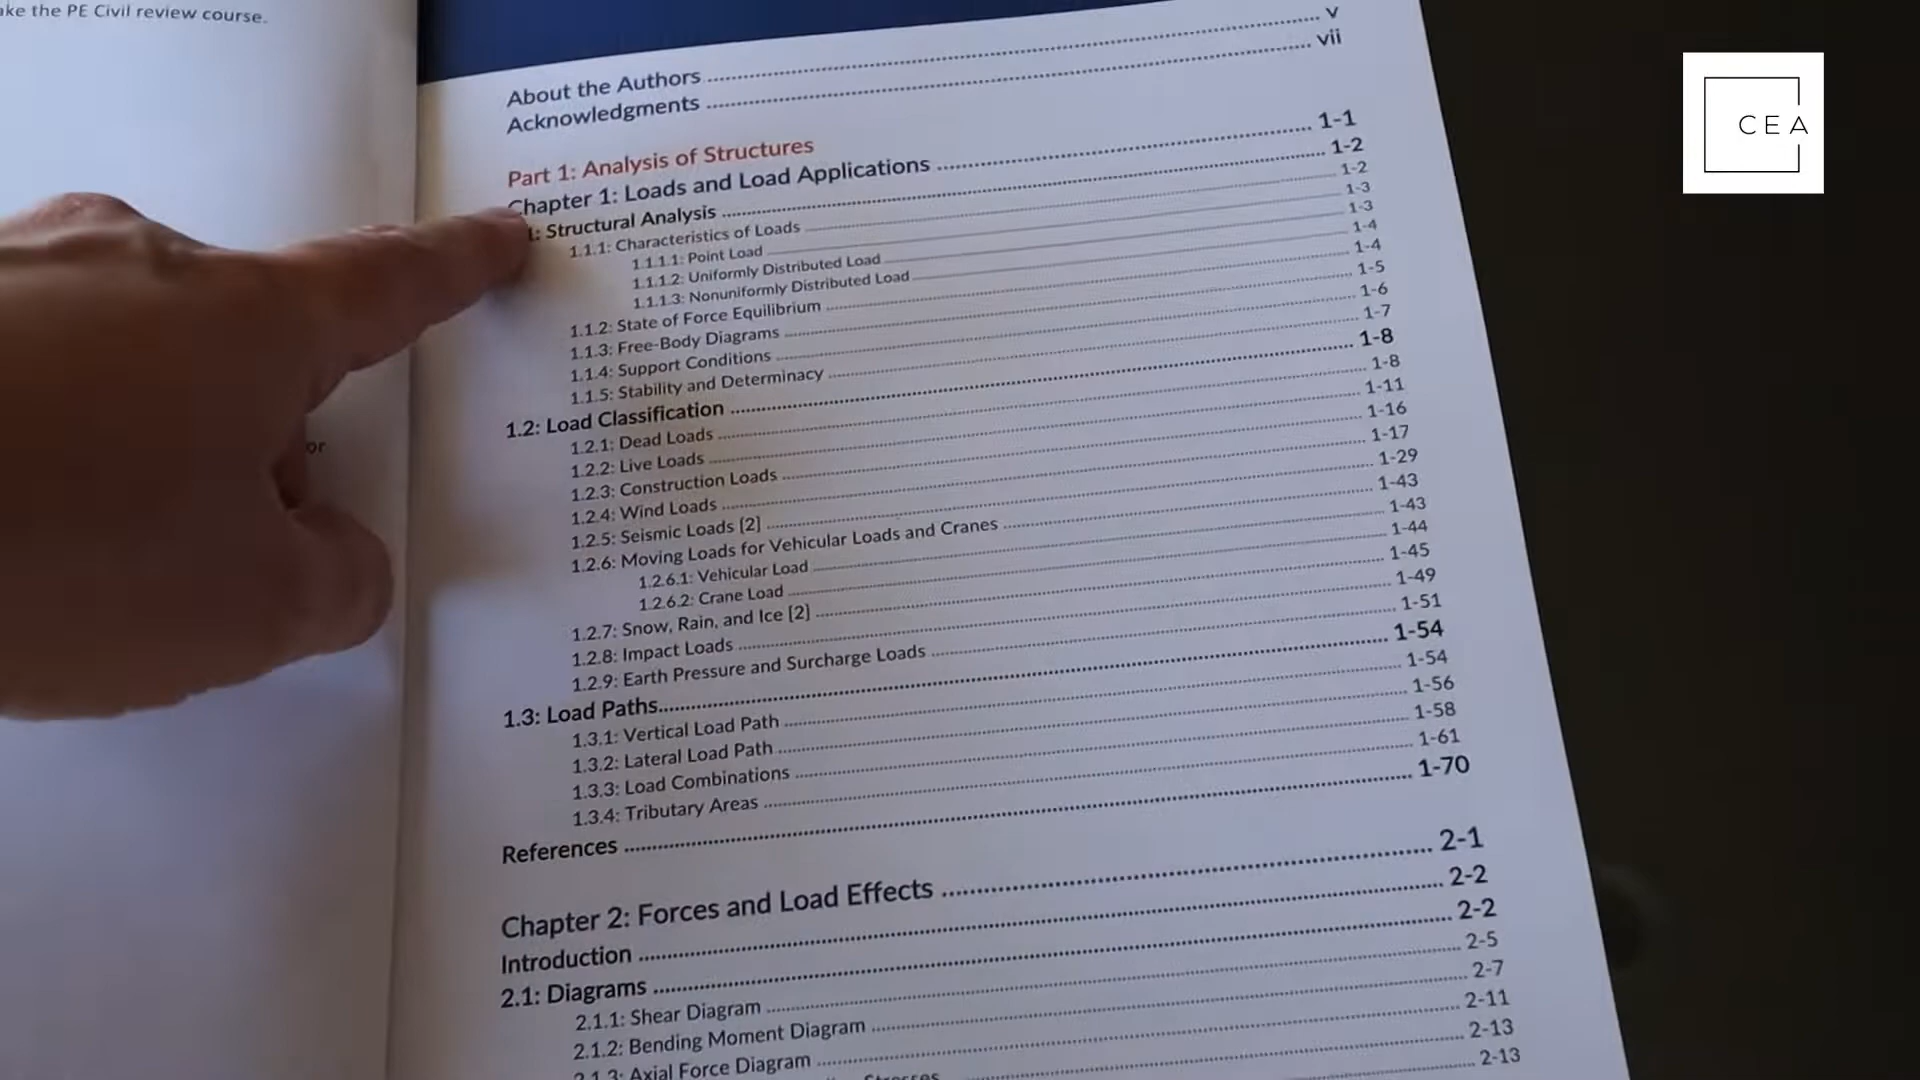 ake the PE Civil review course.
or
About the Authors ........ v
Acknowledgments ........ vii
Part 1: Analysis of Structures
Chapter 1: Loads and Load Applications ........ 1-1
1: Structural Analysis ........ 1-2
1.1.1: Characteristics of Loads ........ 1-2
1.1.1.1: Point Load ........ 1-3
1.1.1.2: Uniformly Distributed Load ........ 1-3
1.1.1.3: Nonuniformly Distributed Load ........ 1-4
1.1.2: State of Force Equilibrium ........ 1-4
1.1.3: Free-Body Diagrams ........ 1-5
1.1.4: Support Conditions ........ 1-6
1.1.5: Stability and Determinacy ........ 1-7
1.2: Load Classification ........ 1-8
1.2.1: Dead Loads ........ 1-8
1.2.2: Live Loads ........ 1-11
1.2.3: Construction Loads ........ 1-16
1.2.4: Wind Loads ........ 1-17
1.2.5: Seismic Loads [2] ........ 1-29
1.2.6: Moving Loads for Vehicular Loads and Cranes ........ 1-43
1.2.6.1: Vehicular Load ........ 1-43
1.2.6.2: Crane Load ........ 1-44
1.2.7: Snow, Rain, and Ice [2] ........ 1-45
1.2.8: Impact Loads ........ 1-49
1.2.9: Earth Pressure and Surcharge Loads ........ 1-51
1.3: Load Paths ........ 1-54
1.3.1: Vertical Load Path ........ 1-54
1.3.2: Lateral Load Path ........ 1-56
1.3.3: Load Combinations ........ 1-58
1.3.4: Tributary Areas ........ 1-61
References ........ 1-70
Chapter 2: Forces and Load Effects ........ 2-1
Introduction ........ 2-2
2.1: Diagrams ........ 2-2
2.1.1: Shear Diagram ........ 2-5
2.1.2: Bending Moment Diagram ........ 2-7
2.1.3: Axial Force Diagram ........ 2-11
Stresses ........ 2-13
2-13
CEA